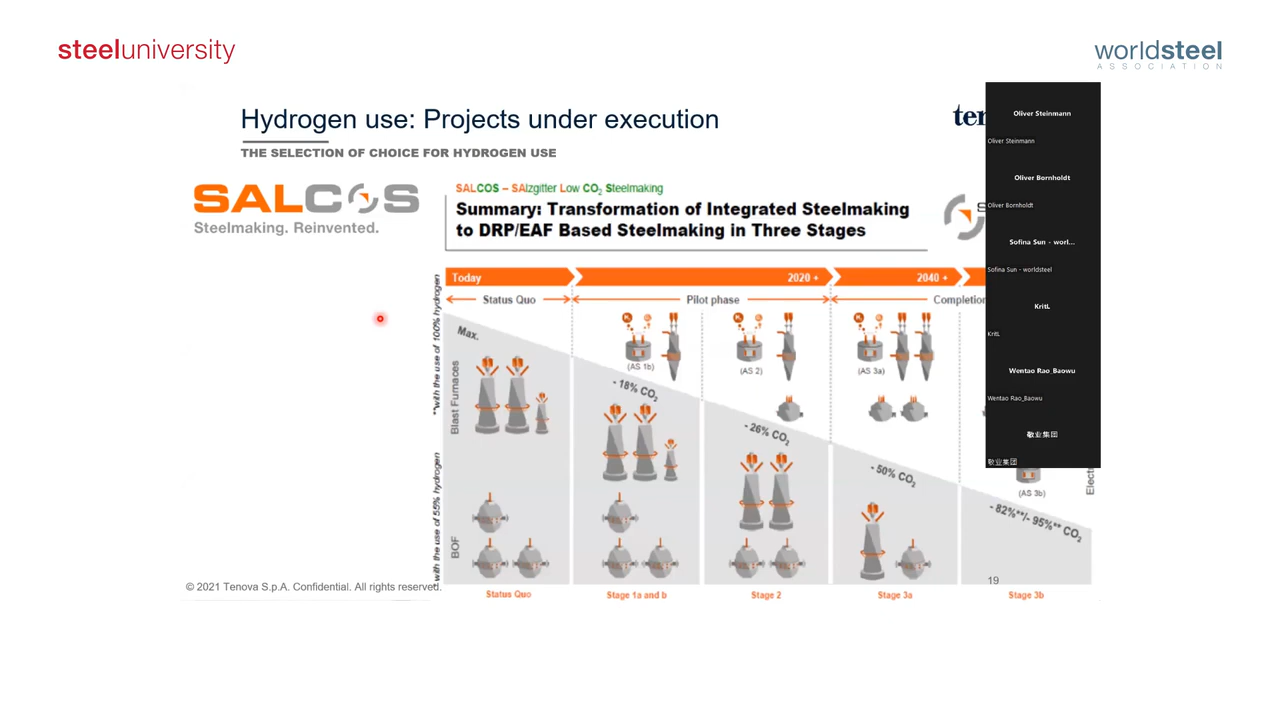 steeluniversity
worldsteel
ASSOCIATION
Hydrogen use: Projects under execution
THE SELECTION OF CHOICE FOR HYDROGEN USE
SALCOS
Steelmaking. Reinvented.
SALCOS – SAlzgitter Low CO2 Steelmaking
Summary: Transformation of Integrated Steelmaking
to DRP/EAF Based Steelmaking in Three Stages
Today
2020 +
2040 +
Status Quo
Pilot phase
Completion
**with the use of 100% hydrogen
with the use of 55% hydrogen
Blast Furnaces
BOF
Max.
(AS 1b)
(AS 2)
(AS 3a)
(AS 3b)
- 18% CO2
- 26% CO2
- 50% CO2
- 82%**/- 95%** CO2
Status Quo
Stage 1a and b
Stage 2
Stage 3a
Stage 3b
19
© 2021 Tenova S.p.A. Confidential. All rights reserved.
Oliver Steinmann
Oliver Steinmann
Oliver Bornholdt
Oliver Bornholdt
Sofina Sun - worl...
Sofina Sun - worldsteel
KritL
KritL
Wentao Rao_Baowu
Wentao Rao_Baowu
敬业集团
敬业集团